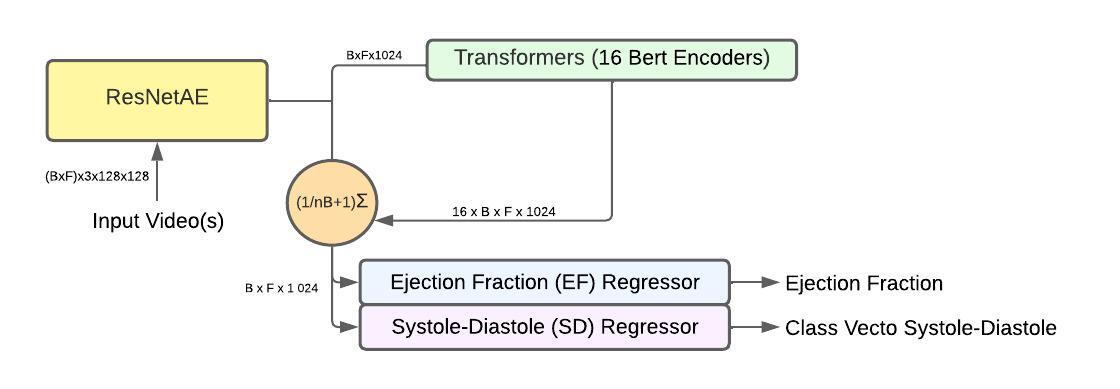 BxFx1024
Transformers (16 Bert Encoders)
ResNetAE
(BxF)x3x128x128
Input Video(s)
(1/nB+1)Σ
16 x B x F x 1024
B x F x 1 024
Ejection Fraction (EF) Regressor
Ejection Fraction
Systole-Diastole (SD) Regressor
Class Vecto Systole-Diastole